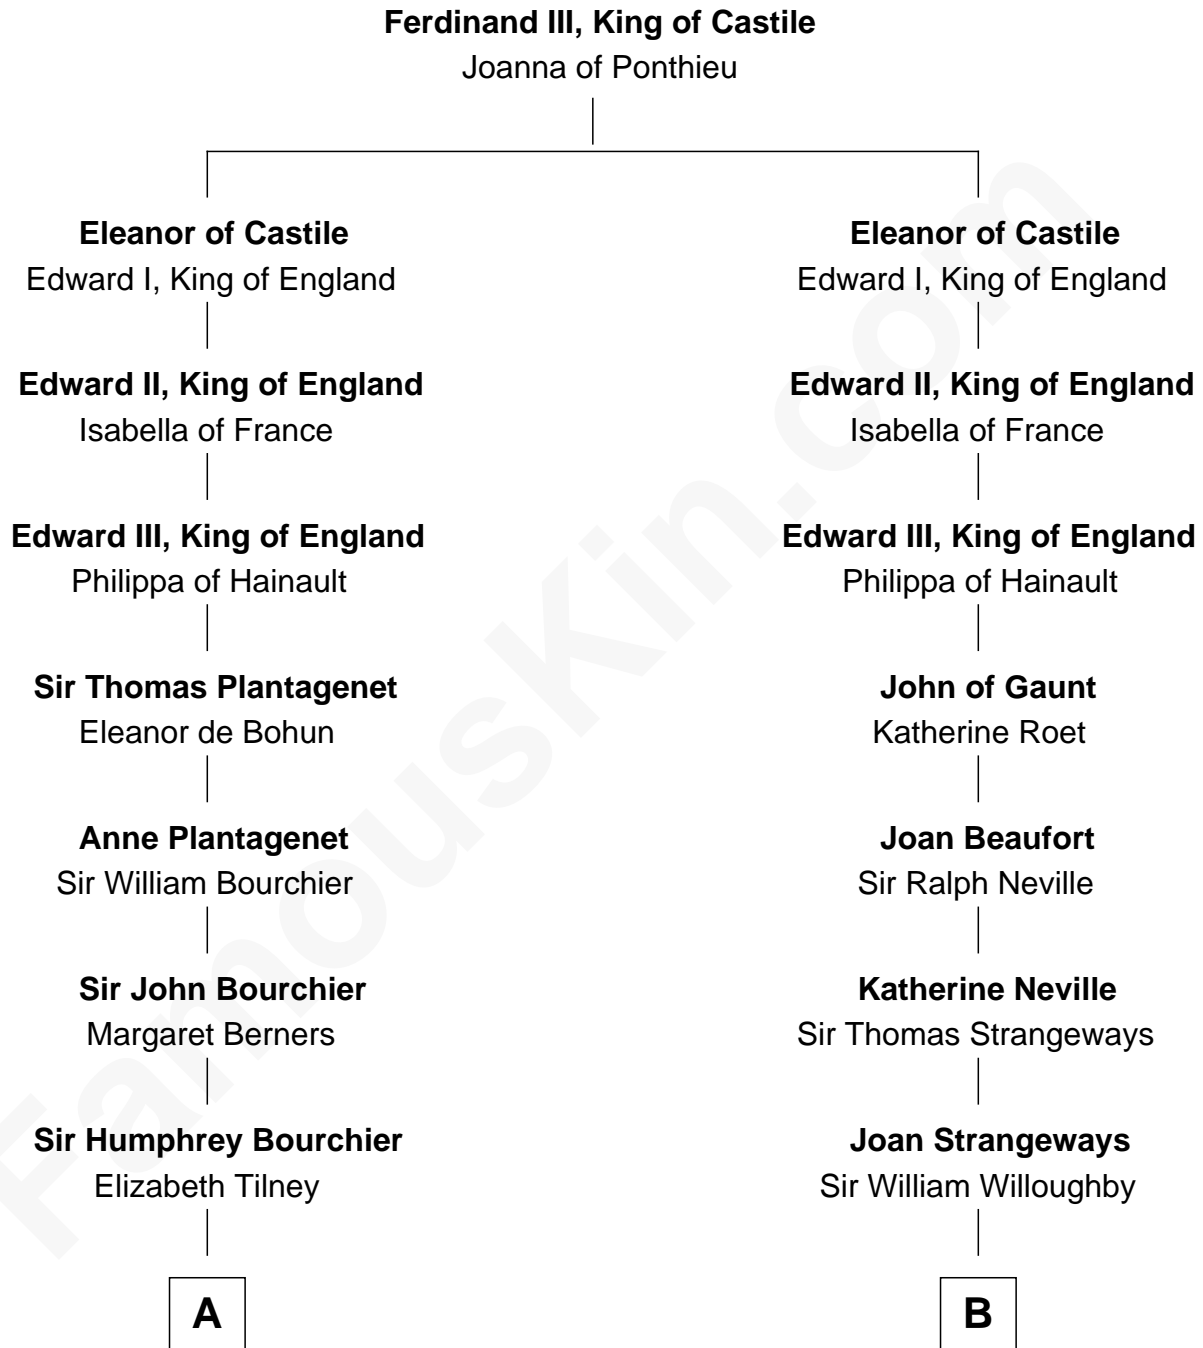 Ferdinand III, King of Castile
Joanna of Ponthieu
Eleanor of Castile
Edward I, King of England
Edward II, King of England
Isabella of France
Edward III, King of England
Philippa of Hainault
Sir Thomas Plantagenet
Eleanor de Bohun
Anne Plantagenet
Sir William Bourchier
Sir John Bourchier
Margaret Berners
Sir Humphrey Bourchier
Elizabeth Tilney
A
Eleanor of Castile
Edward I, King of England
Edward II, King of England
Isabella of France
Edward III, King of England
Philippa of Hainault
John of Gaunt
Katherine Roet
Joan Beaufort
Sir Ralph Neville
Katherine Neville
Sir Thomas Strangeways
Joan Strangeways
Sir William Willoughby
B
FamousKin.com